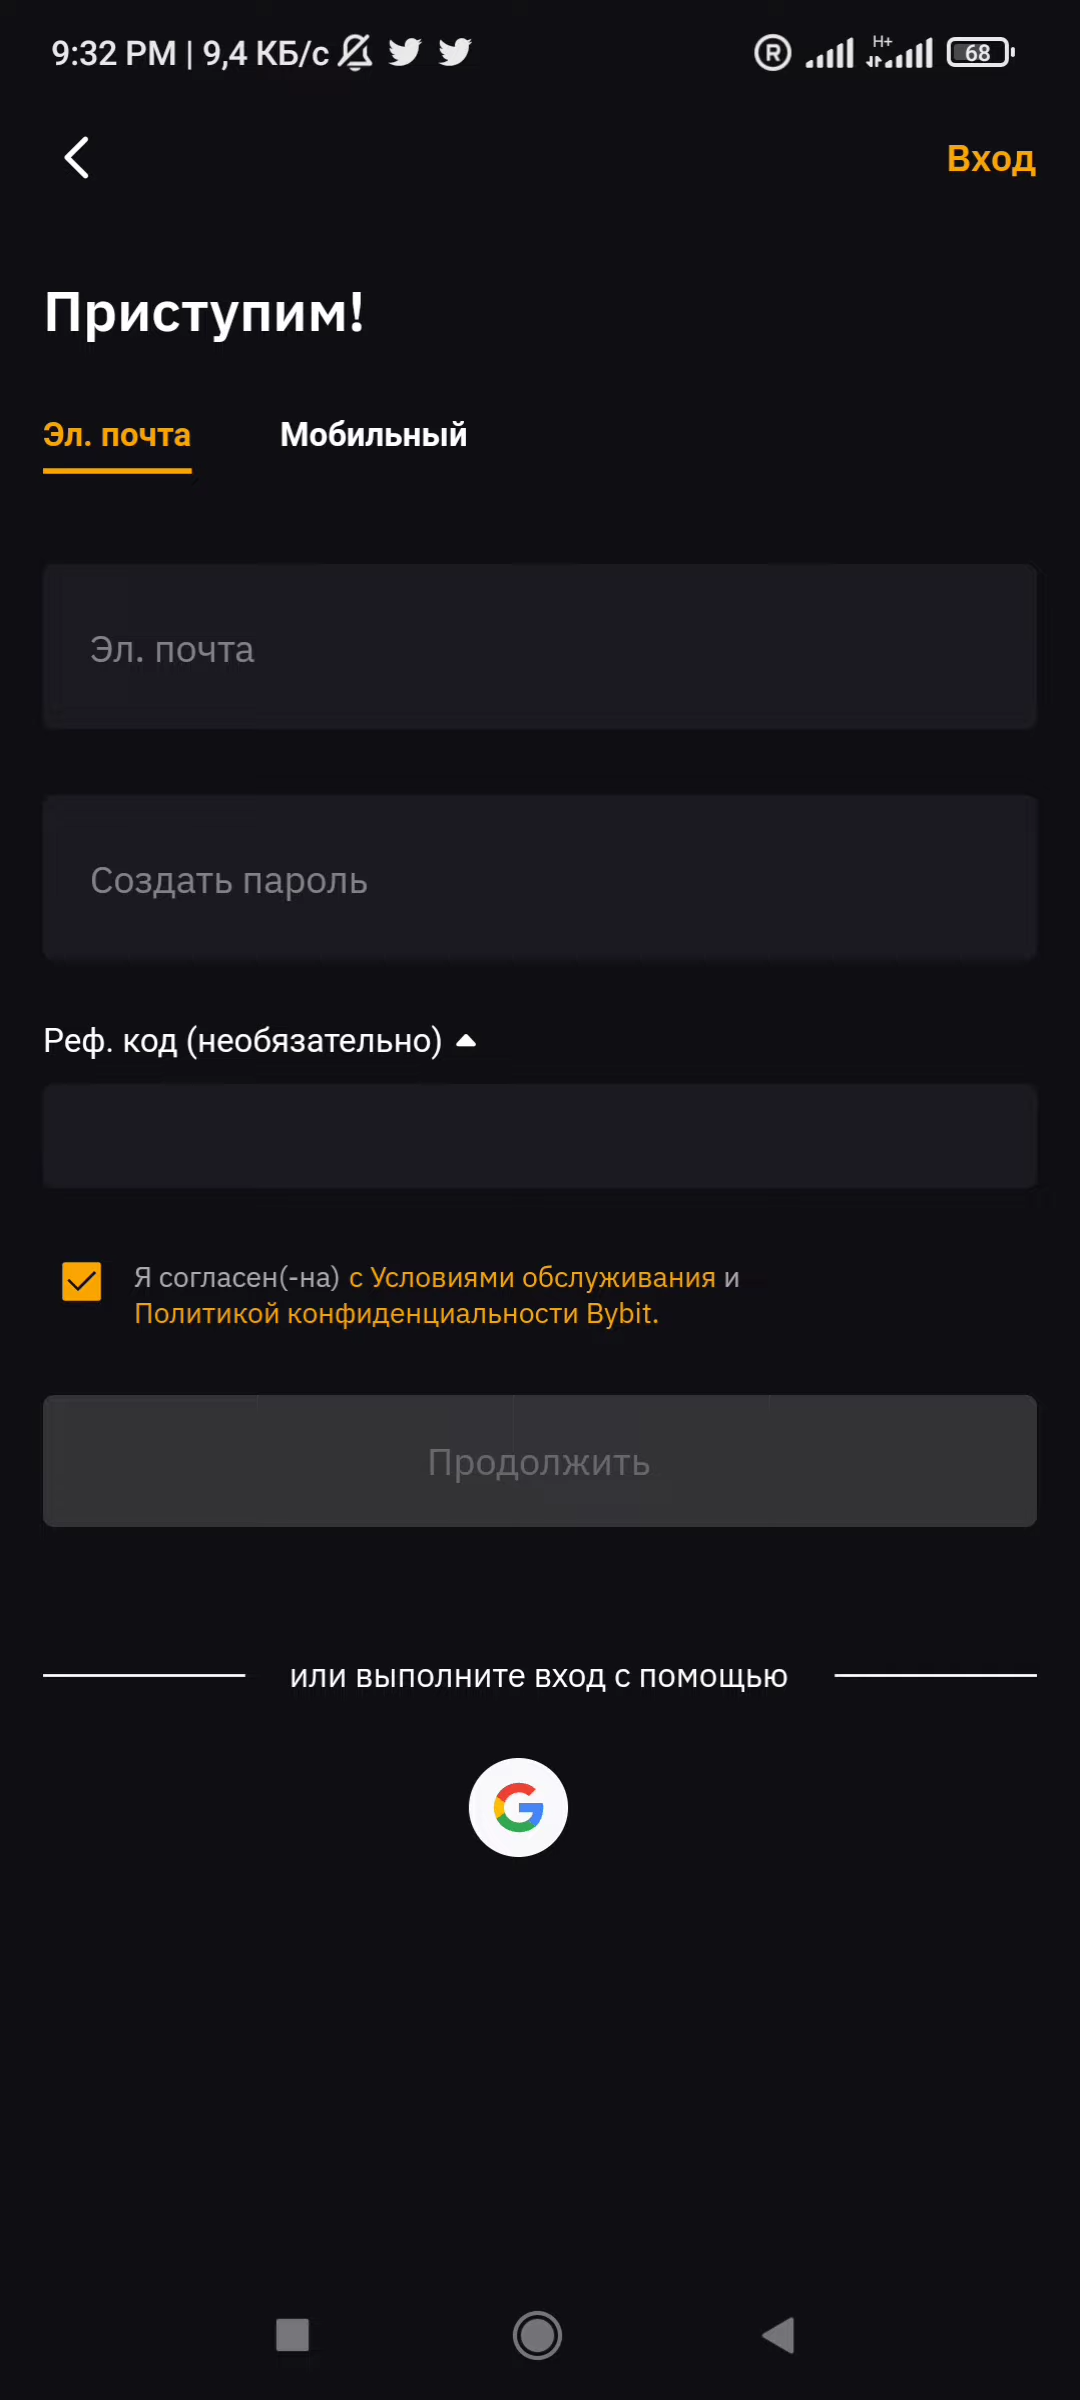 9:32 PM | 9,4 КБ/с
R
H+
68
Вход
Приступим!
Эл. почта
Мобильный
Эл. почта
Создать пароль
Реф. код (необязательно)
Я согласен(-на) с Условиями обслуживания и
Политикой конфиденциальности Bybit.
Продолжить
или выполните вход с помощью